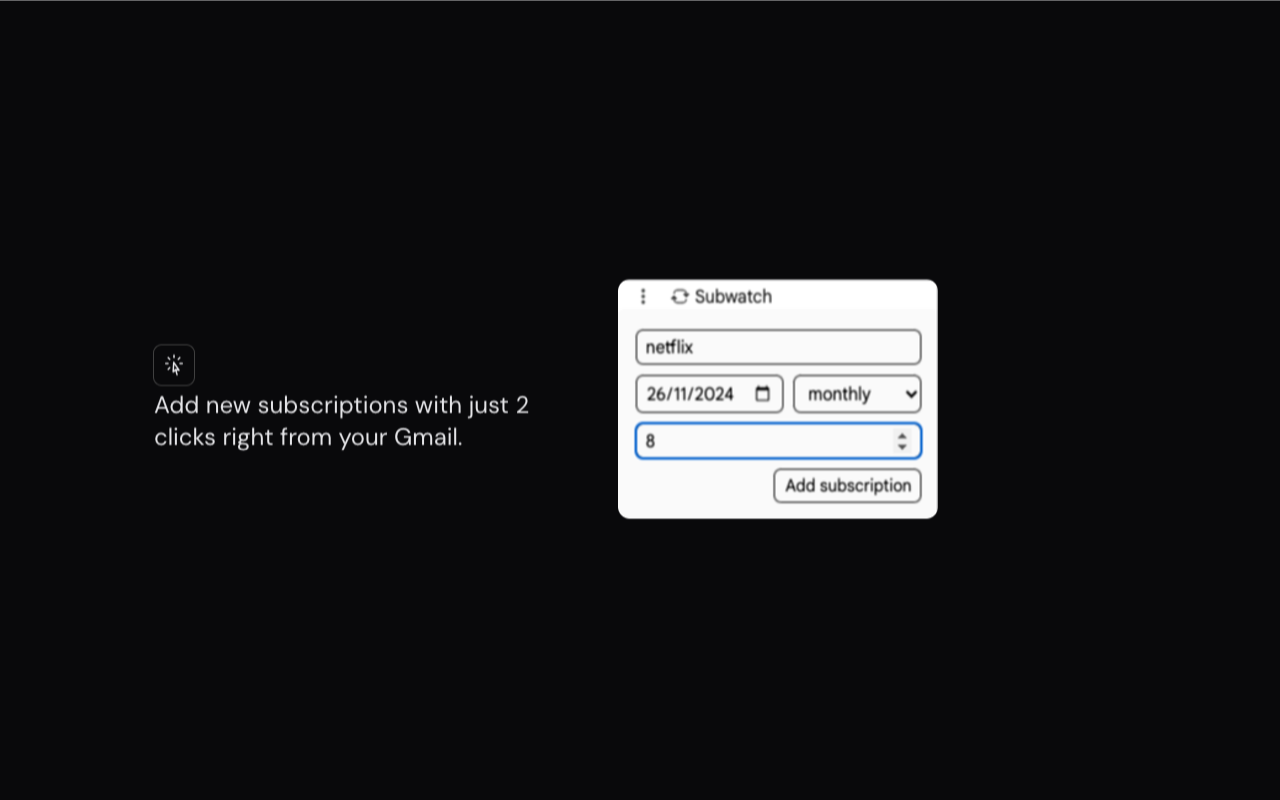 Add new subscriptions with just 2
clicks right from your Gmail.
Subwatch
netflix
26/11/2024 monthly
8
Add subscription